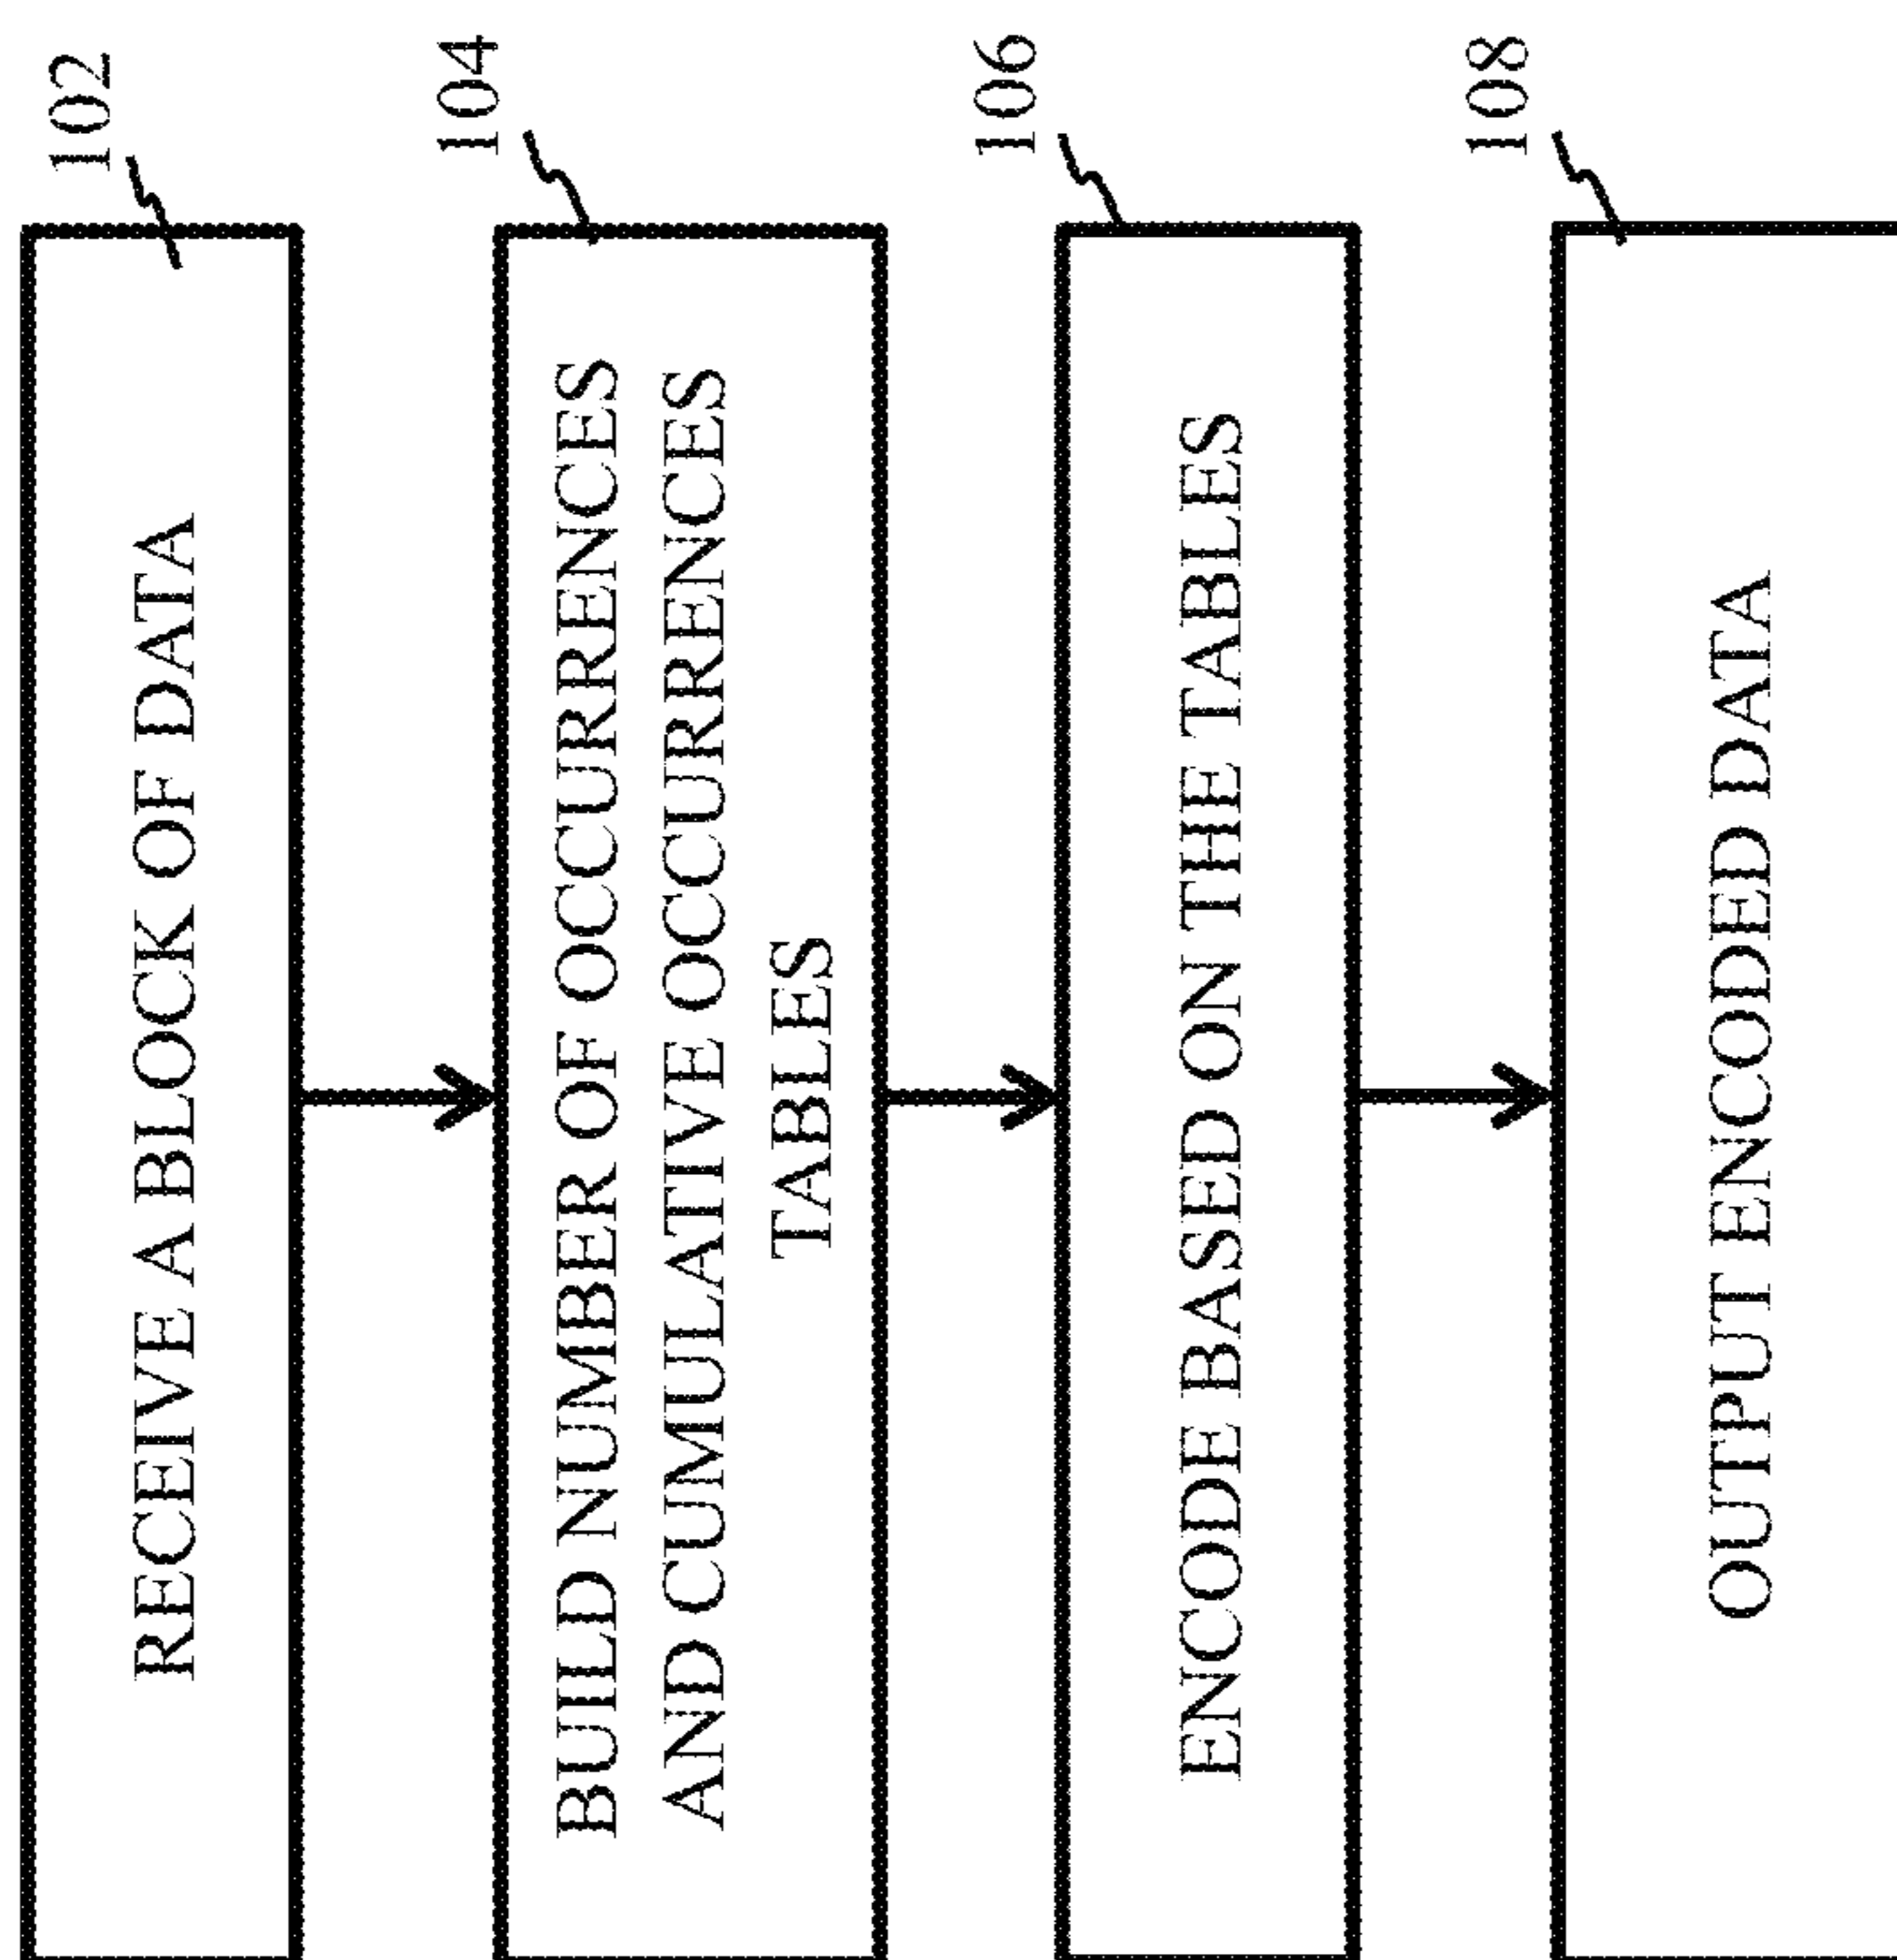 102
RECEIVE A BLOCK OF DATA
104
BUILD NUMBER OF OCCURRENCES
AND CUMULATIVE OCCURRENCES
TABLES
106
ENCODE BASED ON THE TABLES
108
OUTPUT ENCODED DATA